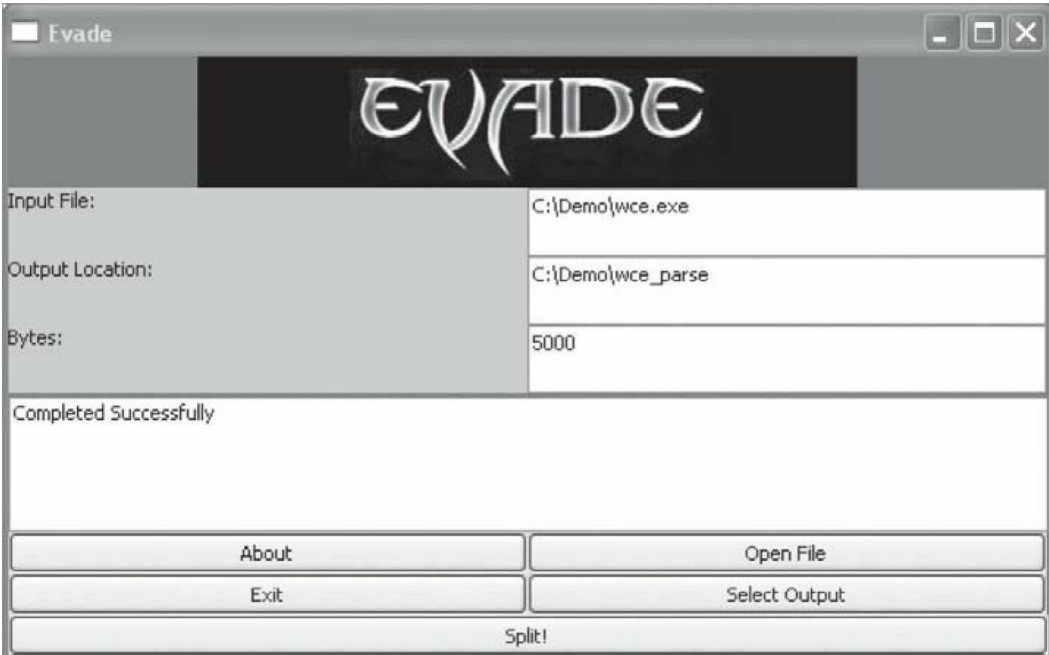 Evade
EVADE
Input File:
C:\Demo\wce.exe
Output Location:
C:\Demo\wce_parse
Bytes:
5000
Completed Successfully
About
Open File
Exit
Select Output
Split!